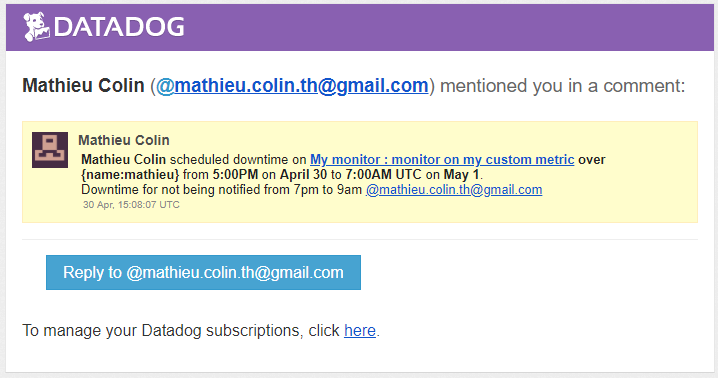 DATADOG
Mathieu Colin (@mathieu.colin.th@gmail.com) mentioned you in a comment:
Mathieu Colin
Mathieu Colin scheduled downtime on My monitor : monitor on my custom metric over
{name:mathieu} from 5:00PM on April 30 to 7:00AM UTC on May 1.
Downtime for not being notified from 7pm to 9am @mathieu.colin.th@gmail.com
30 Apr, 15:08:07 UTC
Reply to @mathieu.colin.th@gmail.com
To manage your Datadog subscriptions, click here.